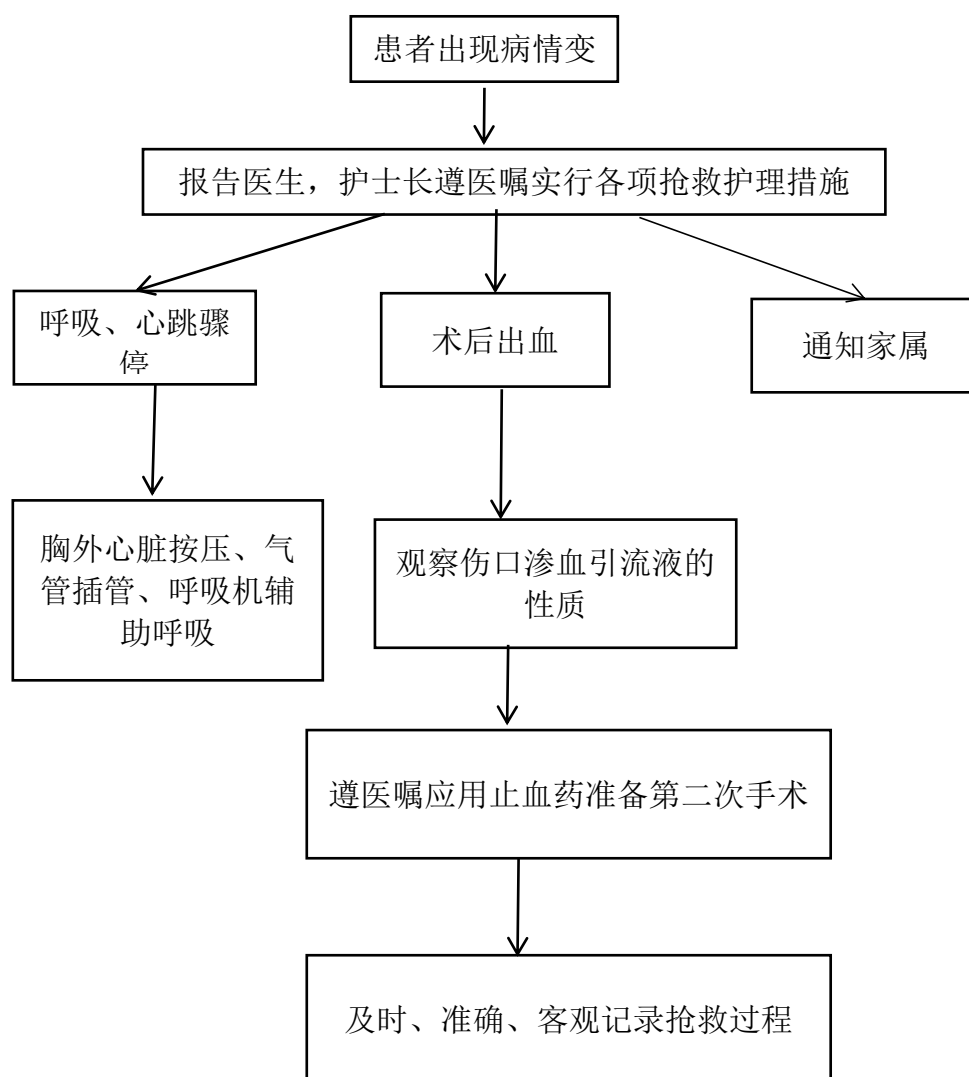 患者出现病情变
报告医生，护士长遵医嘱实行各项抢救护理措施
呼吸、心跳骤
停
术后出血
通知家属
胸外心脏按压、气
管插管、呼吸机辅
助呼吸
观察伤口渗血引流液的
性质
遵医嘱应用止血药准备第二次手术
及时、准确、客观记录抢救过程